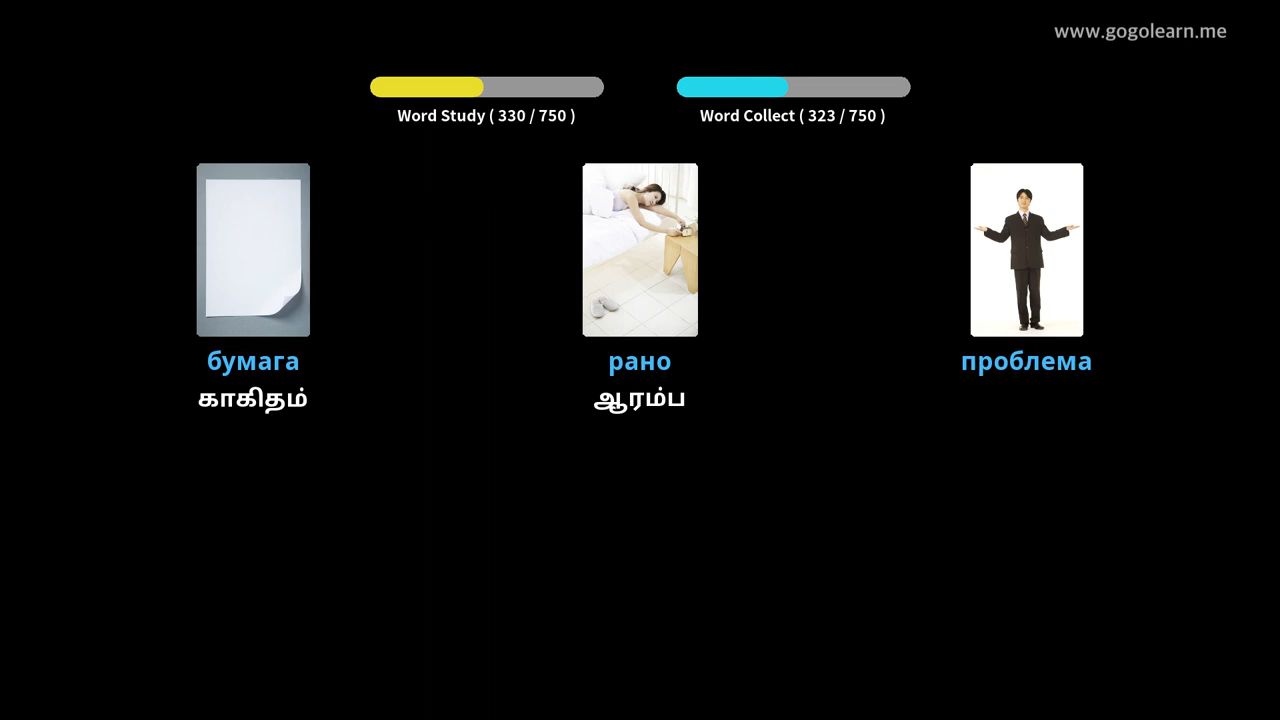 www.gogolearn.me
Word Study ( 330 / 750 )
Word Collect ( 323 / 750 )
бумага
காகிதம்
рано
ஆரம்ப
проблема